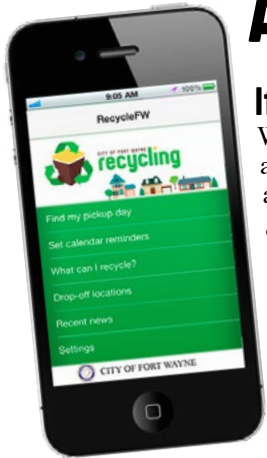 9:05 AM
100%
RecycleFW
CITY OF FORT WAYNE
recycling
Find my pickup day
Set calendar reminders
What can I recycle?
Drop-off locations
Recent news
Settings
CITY OF FORT WAYNE